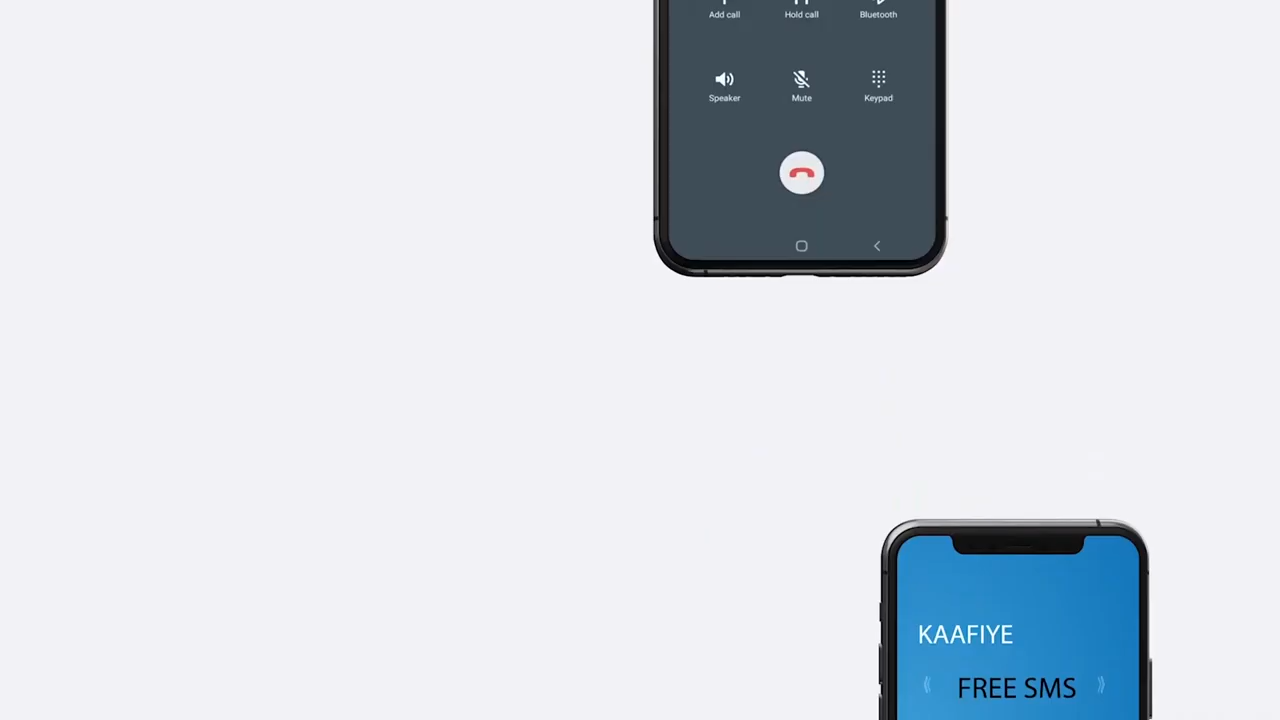 Add call Hold call Bluetooth
Speaker Mute Keypad
KAAFIYE
FREE SMS